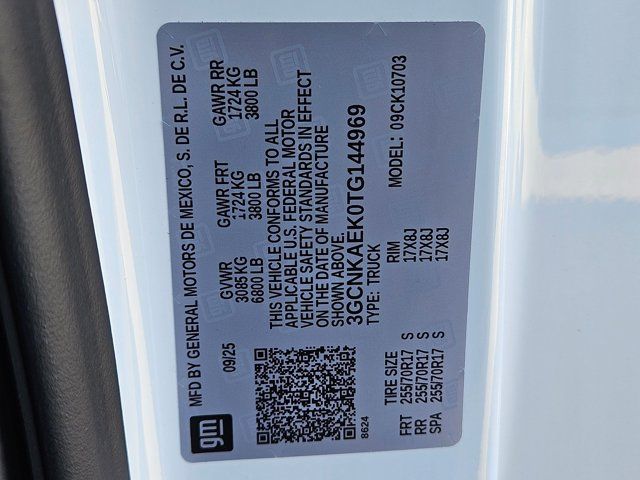 MFD BY GENERAL MOTORS DE MEXICO, S. DE R.L. DE C.V.
09/25
GVWR GAWR FRT GAWR RR
3085 KG 1724 KG 1724 KG
6800 LB 3800 LB 3800 LB
THIS VEHICLE CONFORMS TO ALL
APPLICABLE U.S. FEDERAL MOTOR
VEHICLE SAFETY STANDARDS IN EFFECT
ON THE DATE OF MANUFACTURE
SHOWN ABOVE.
3GCNKAEK0TG144969
TYPE: TRUCK MODEL: 09CK10703
8624
TIRE SIZE RIM
FRT 255/70R17 S 17X8J
RR 255/70R17 S 17X8J
SPA 255/70R17 S 17X8J
gm